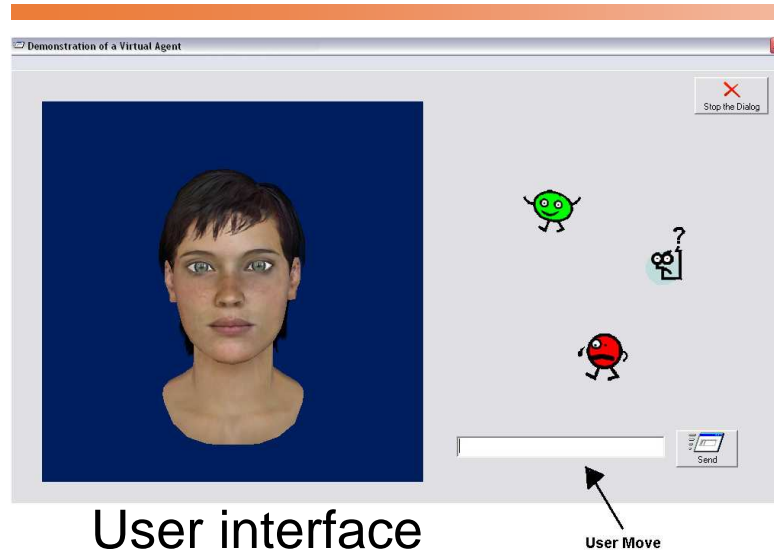 Demonstration of a Virtual Agent
Stop the Dialog
?
Send
User interface
User Move